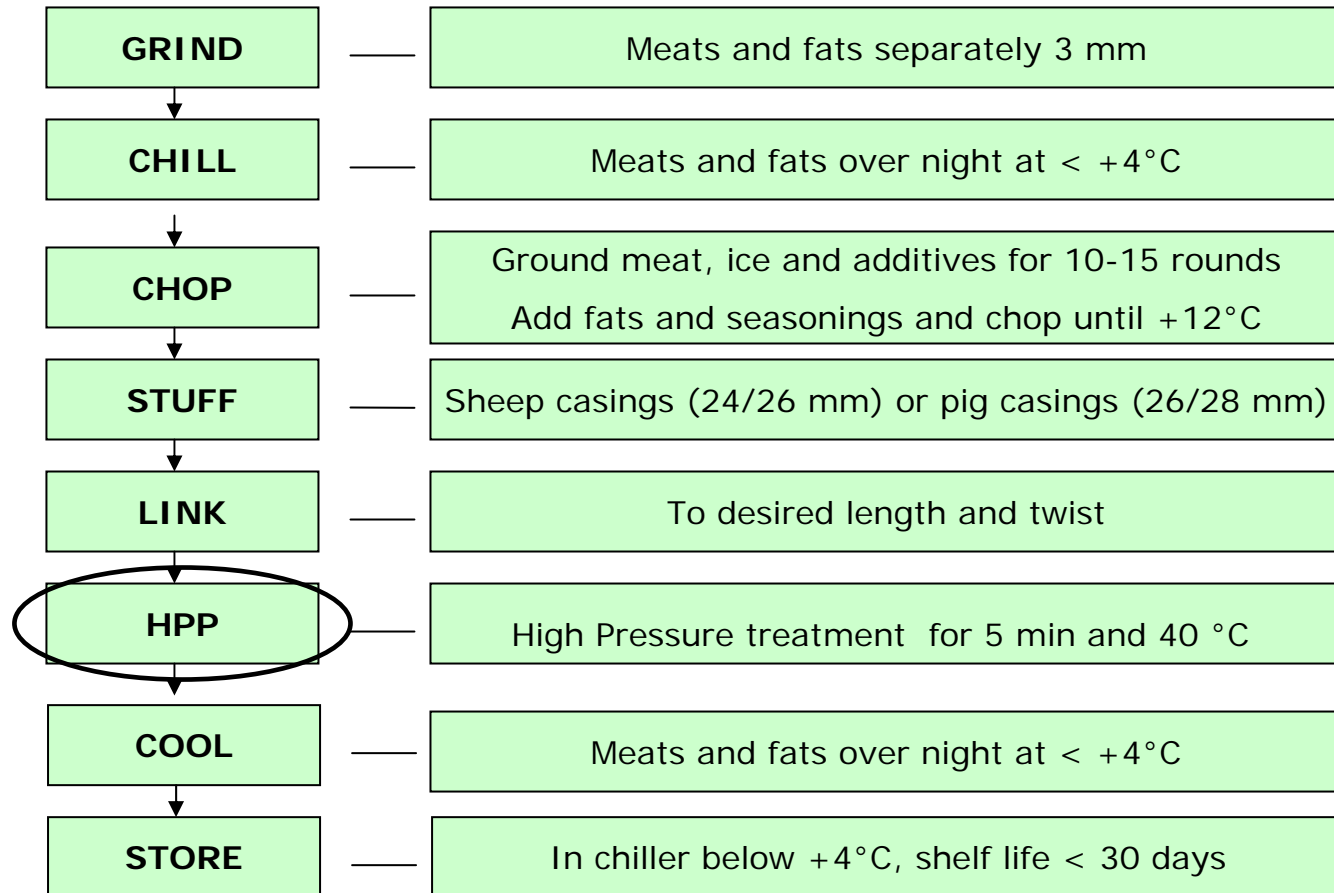 GRIND
Meats and fats separately 3 mm
CHILL
Meats and fats over night at < +4°C
CHOP
Ground meat, ice and additives for 10-15 rounds
Add fats and seasonings and chop until +12°C
STUFF
Sheep casings (24/26 mm) or pig casings (26/28 mm)
LINK
To desired length and twist
HPP
High Pressure treatment for 5 min and 40 °C
COOL
Meats and fats over night at < +4°C
STORE
In chiller below +4°C, shelf life < 30 days